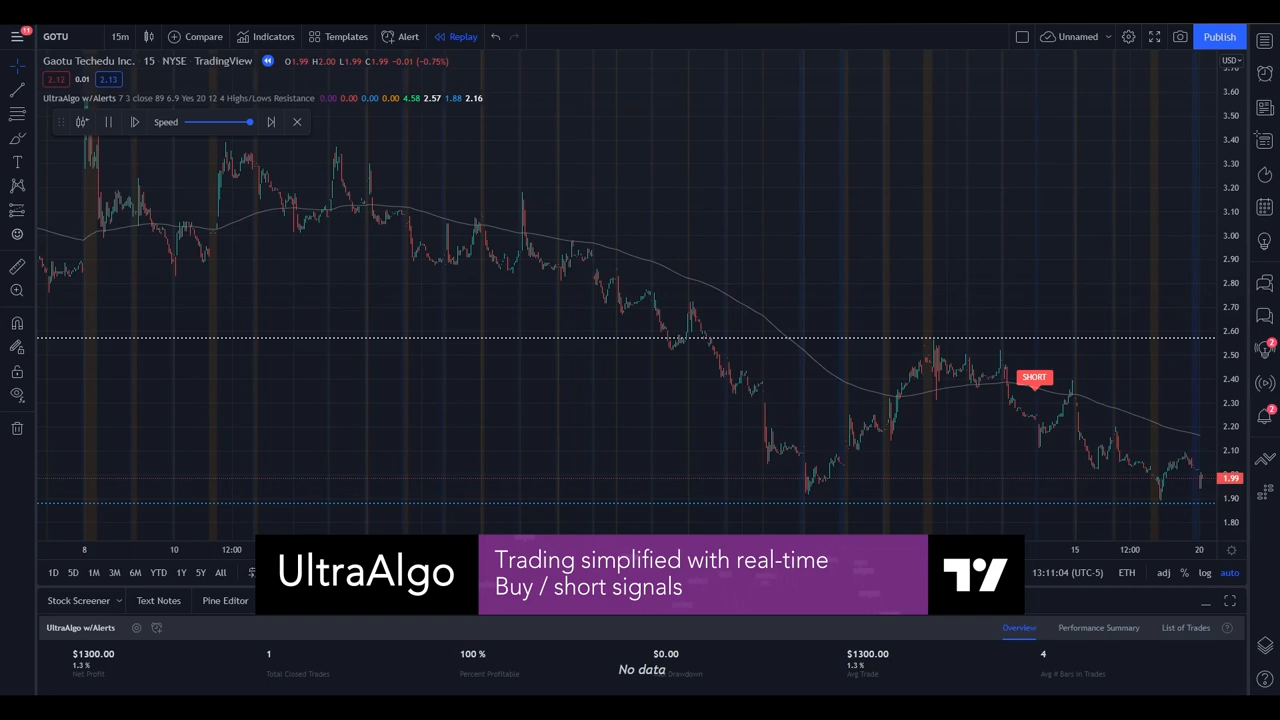 11
GOTU
15m
Compare
Indicators
Templates
Alert
Replay
Unnamed
Publish
Gaotu Techedu Inc. · 15 · NYSE · TradingView
O1.99 H2.00 L1.99 C1.99 −0.01 (−0.75%)
USD
2.12 0.01 2.13
UltraAlgo w/Alerts 7 3 close 89 6.9 Yes 20 12 4 Highs/Lows Resistance 0.00 0.00 0.00 0.00 4.58 2.57 1.88 2.16
Speed
3.60
3.50
3.40
3.30
3.20
3.10
3.00
2.90
2.80
2.70
2.60
2.50
2.40
2.30
2.20
2.10
1.99
1.90
1.80
SHORT
2
2
8
10
12:00
15
12:00
20
1D 5D 1M 3M 6M YTD 1Y 5Y All
13:11:04 (UTC-5)
ETH
adj
%
log
auto
UltraAlgo
Trading simplified with real-time
Buy / short signals
Stock Screener
Text Notes
Pine Editor
UltraAlgo w/Alerts
Overview
Performance Summary
List of Trades
$1300.00
1.3 %
Net Profit
1
Total Closed Trades
100 %
Percent Profitable
$0.00
Drawdown
No data
$1300.00
1.3 %
Avg Trade
4
Avg # Bars In Trades